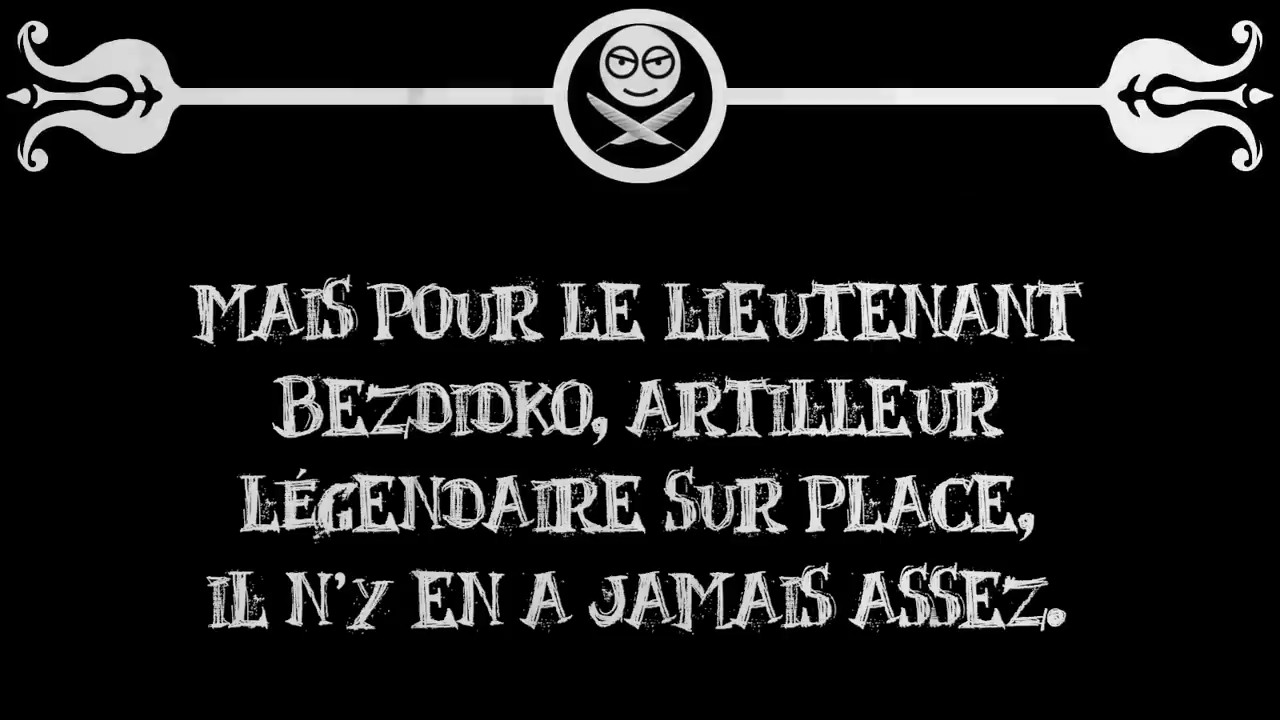 MAIS POUR LE LIEUTENANT
BEZDIDKO, ARTILLEUR
LÉGENDAIRE SUR PLACE,
IL N'Y EN A JAMAIS ASSEZ.